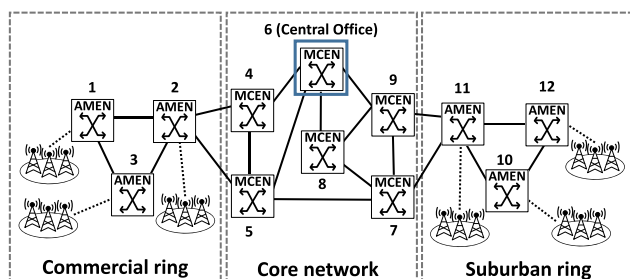 6 (Central Office)
1
2
4
MCEN
9
11
12
AMEN
AMEN
MCEN
MCEN
AMEN
AMEN
3
AMEN
8
MCEN
10
AMEN
MCEN
5
MCEN
7
Commercial ring
Core network
Suburban ring